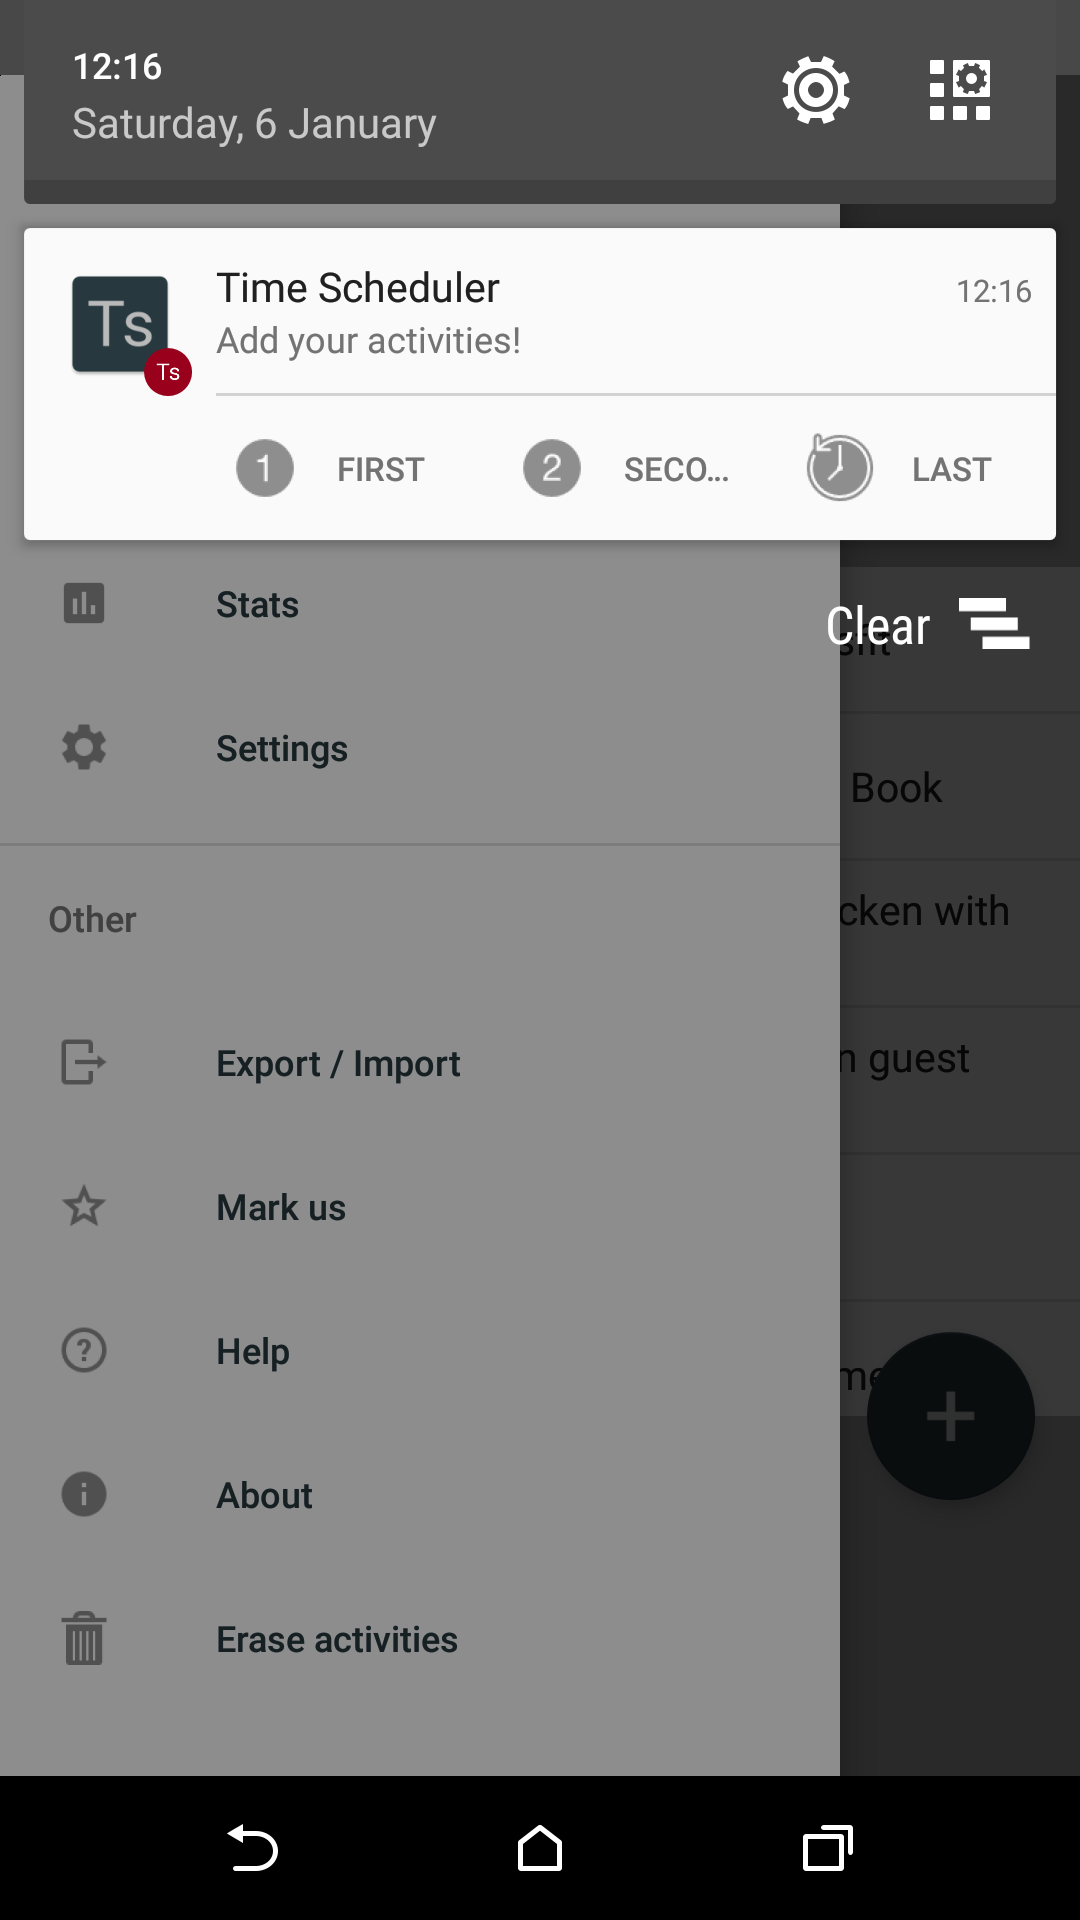 12:16
Saturday, 6 January
Ts
Ts
Time Scheduler
12:16
Add your activities!
1 FIRST
2 SECO...
LAST
Stats
Clear
Settings
Book
Other
cken with
Export / Import
n guest
Mark us
Help
me
About
Erase activities